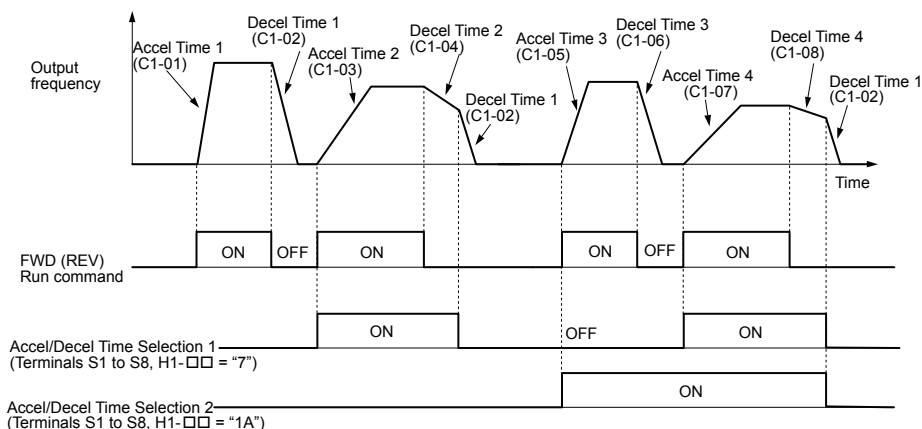 Output
frequency
Accel Time 1
(C1-01)
Decel Time 1
(C1-02)
Accel Time 2
(C1-03)
Decel Time 2
(C1-04)
Decel Time 1
(C1-02)
Accel Time 3
(C1-05)
Decel Time 3
(C1-06)
Accel Time 4
(C1-07)
Decel Time 4
(C1-08)
Decel Time 1
(C1-02)
Time
FWD (REV)
Run command
ON
OFF
ON
ON
OFF
ON
Accel/Decel Time Selection 1
(Terminals S1 to S8, H1-□□ = “7”)
ON
OFF
ON
Accel/Decel Time Selection 2
(Terminals S1 to S8, H1-□□ = “1A”)
ON